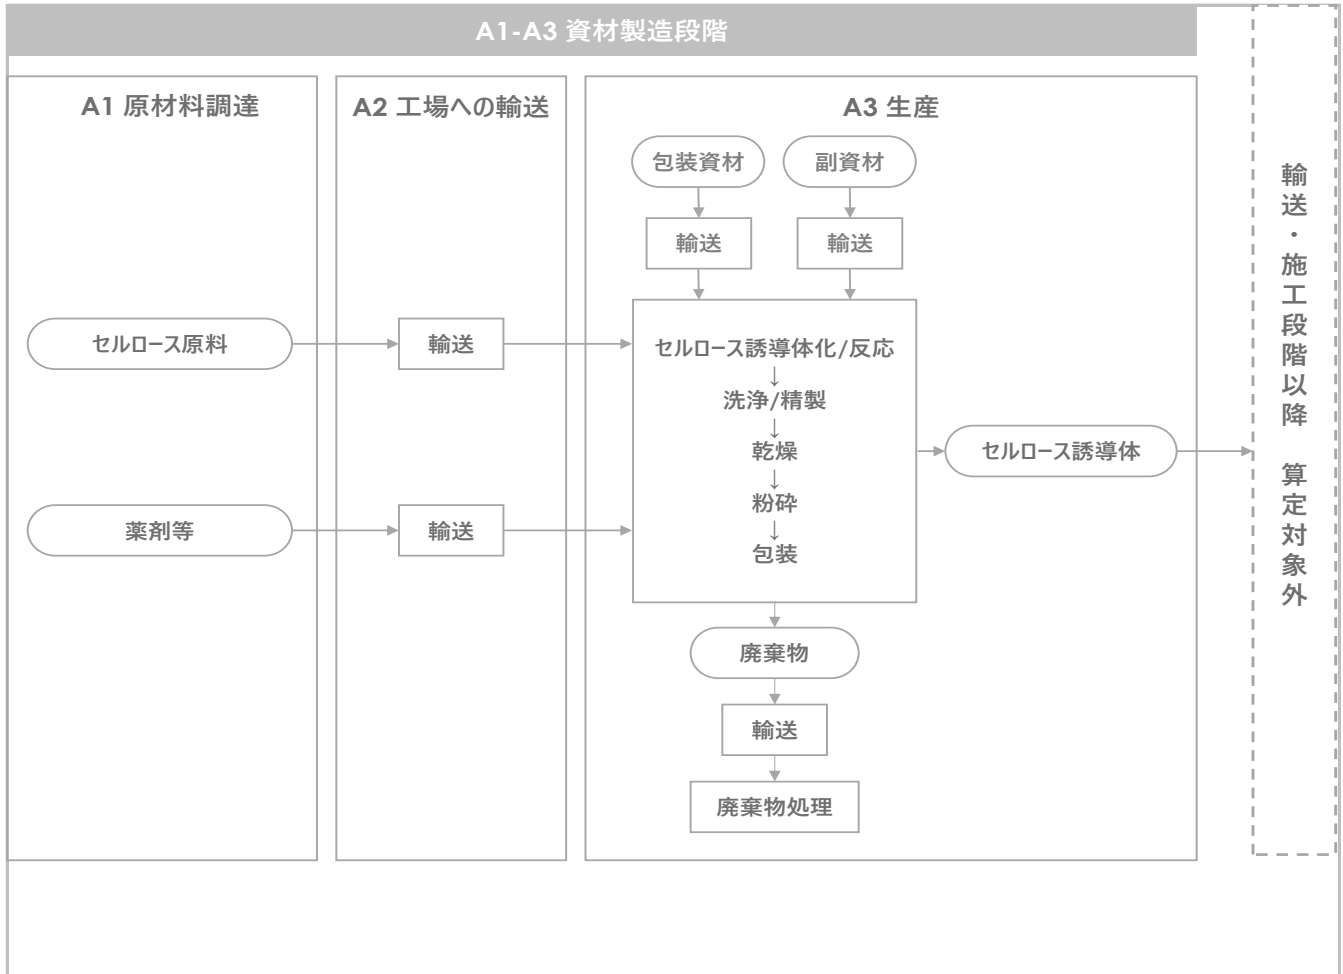 A1-A3 資材製造段階
A1 原材料調達
セルロース原料
薬剤等
A2 工場への輸送
輸送
輸送
A3 生産
包装資材
副資材
輸送
輸送
セルロース誘導体化/反応
↓
洗浄/精製
↓
乾燥
↓
粉砕
↓
包装
セルロース誘導体
廃棄物
輸送
廃棄物処理
輸送・施工段階以降 算定対象外